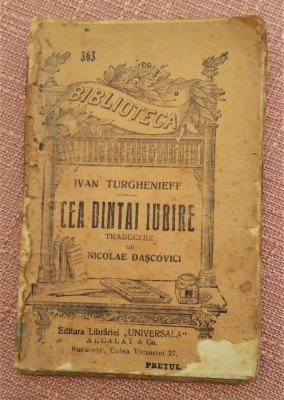 363
BIBLIOTECA
IVAN TURGHENIEFF
CEA DINTAI IUBIRE
TRADUCERE
DE
NICOLAE DAȘCOVICI
Editura Librăriei „UNIVERSALA"
ALCALAY & Co.
București, Calea Victoriei 27,
PREȚUL